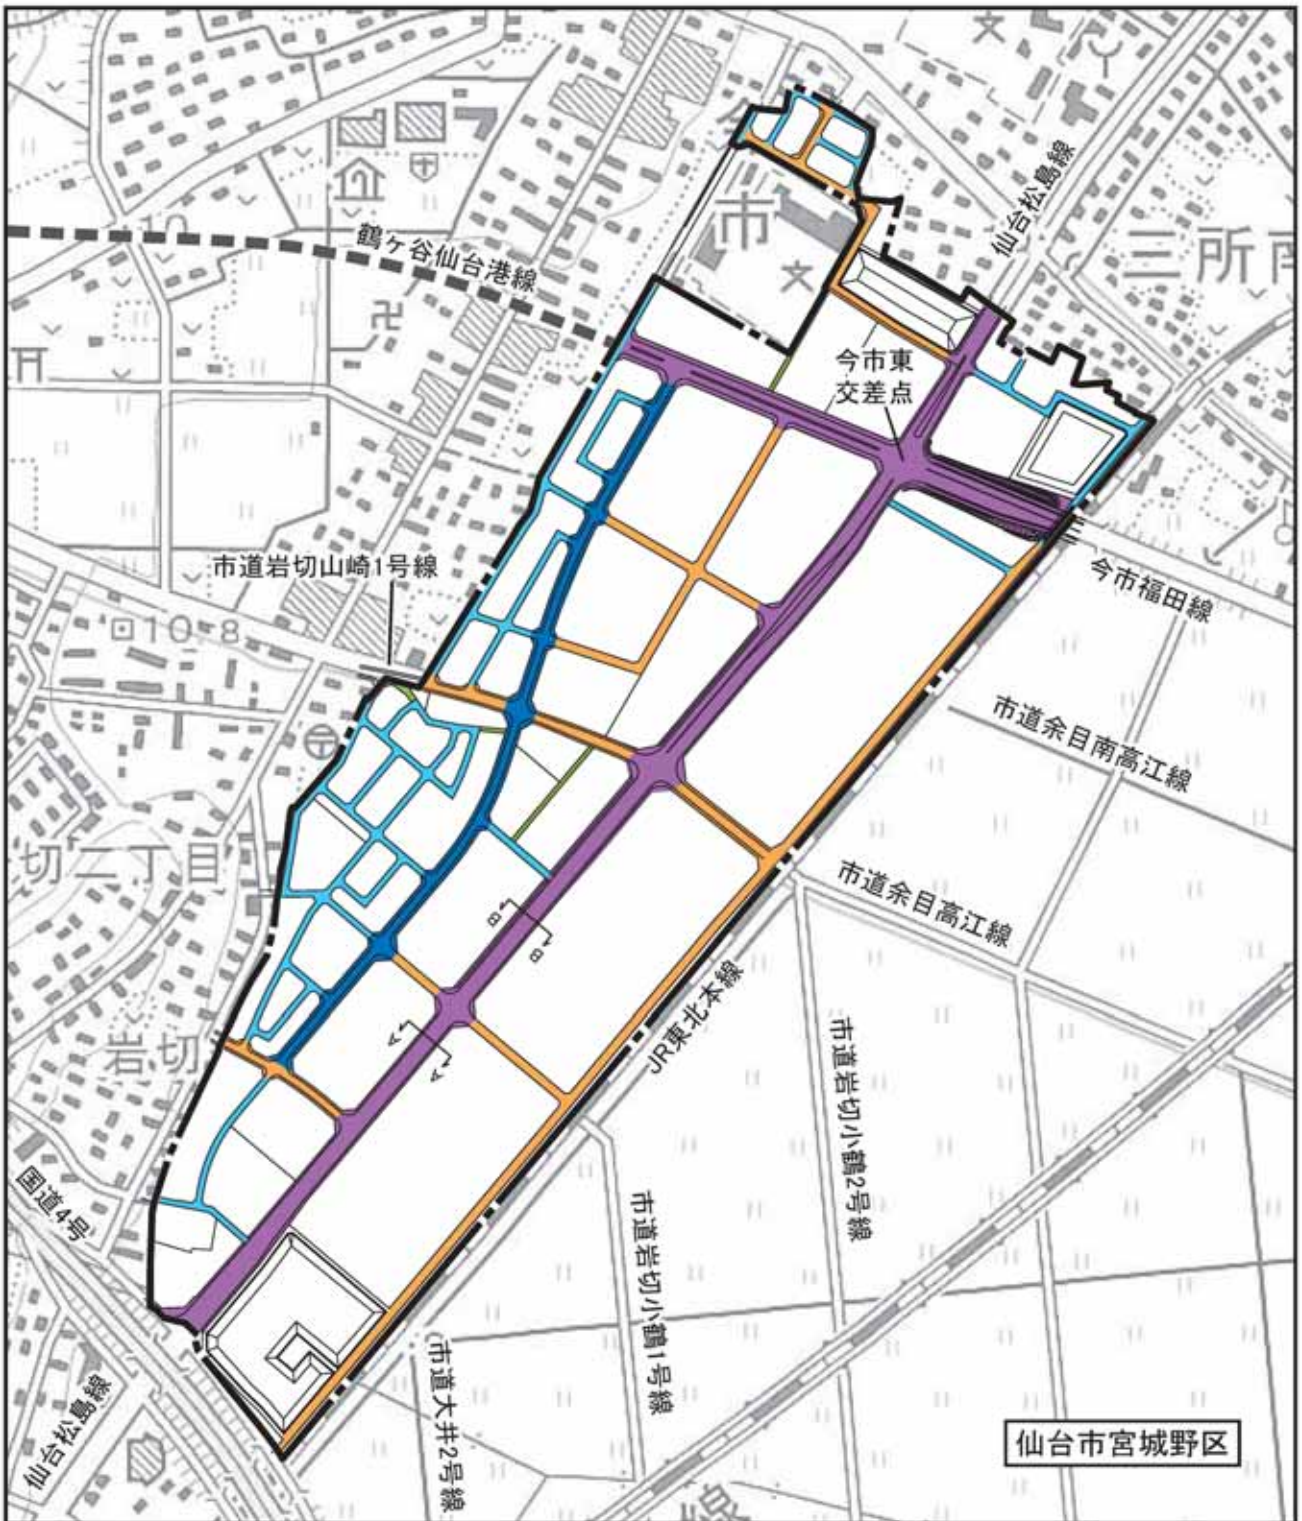 仙台松島線
市
三所南
鶴ヶ谷仙台港線
今市東
交差点
市道岩切山崎1号線
今市福田線
10・8
市道余目南高江線
切二丁目
市道余目高江線
B
B
JR東北本線
A
A
岩切
市道岩切小鶴2号線
国道4号
市道岩切小鶴1号線
市道大井2号線
仙台松島線
仙台市宮城野区
線